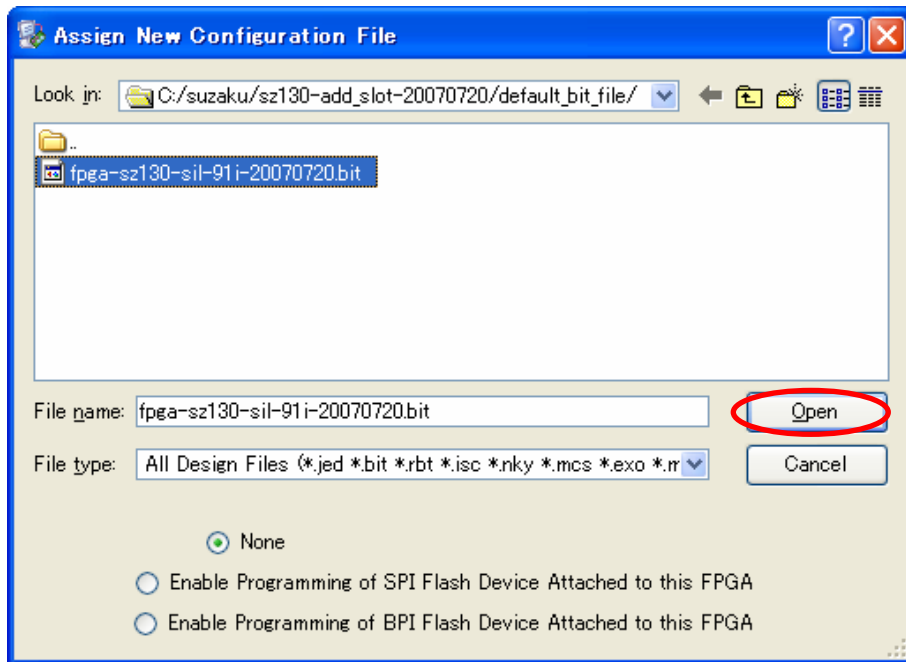 Assign New Configuration File
Look in: C:/suzaku/sz130-add_slot-20070720/default_bit_file/
..
fpga-sz130-sil-91i-20070720.bit
File name: fpga-sz130-sil-91i-20070720.bit Open
File type: All Design Files (*.jed *.bit *.rbt *.isc *.nky *.mcs *.exo *.m Cancel
None
Enable Programming of SPI Flash Device Attached to this FPGA
Enable Programming of BPI Flash Device Attached to this FPGA